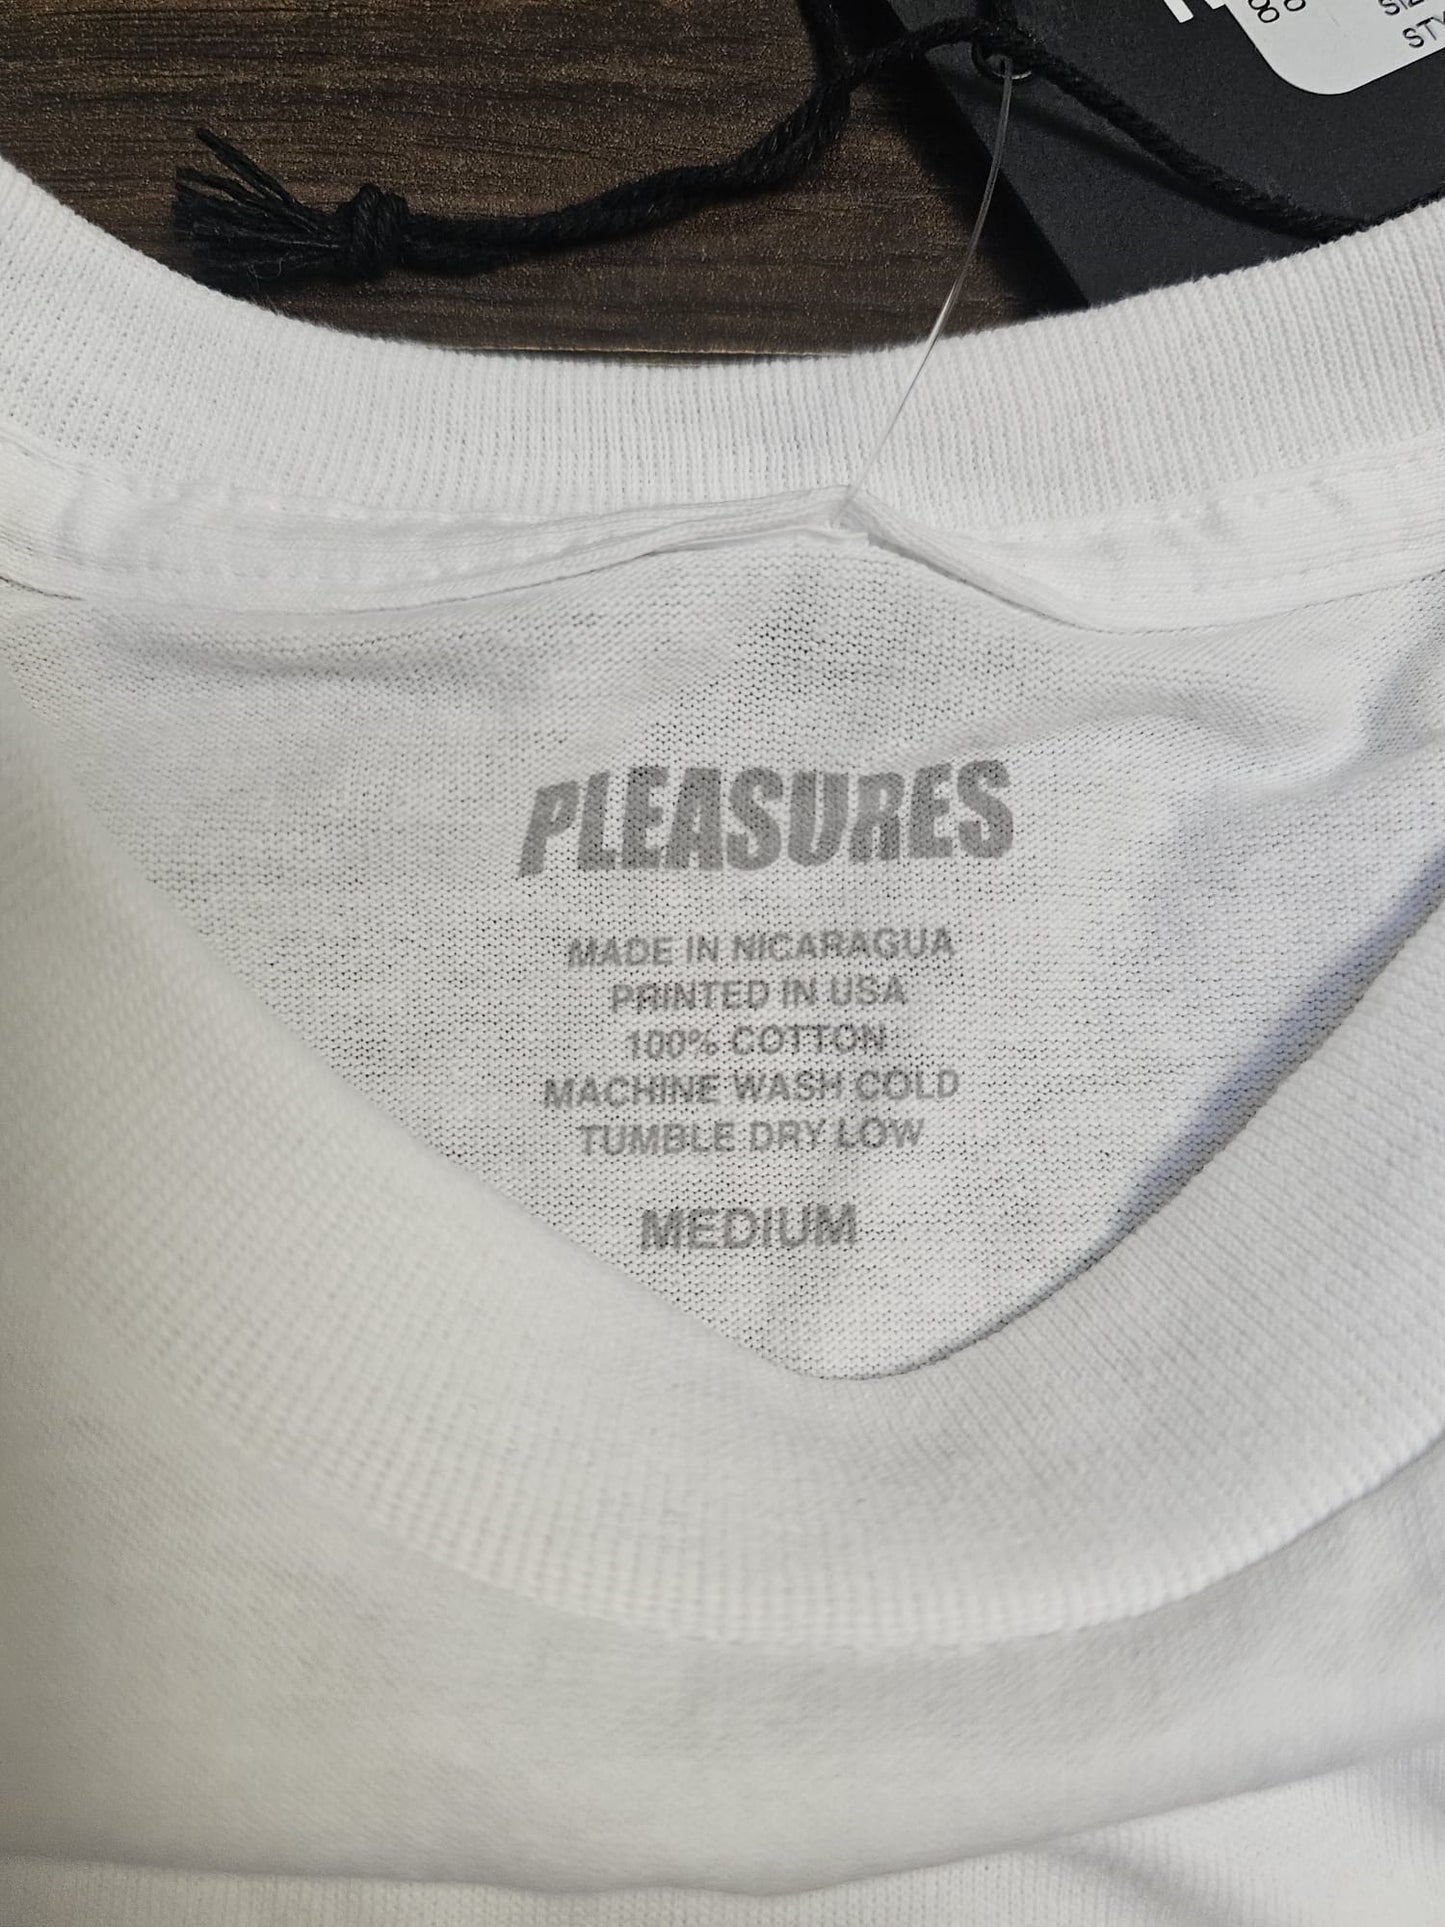 PLEASURES
MADE IN NICARAGUA
PRINTED IN USA
100% COTTON
MACHINE WASH COLD
TUMBLE DRY LOW
MEDIUM